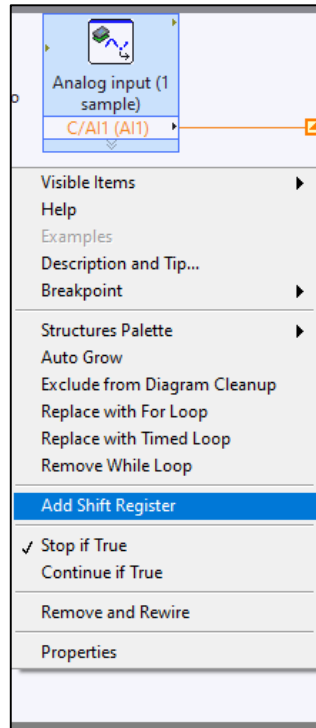 Analog input (1
sample)
o
C/AI1 (AI1)
Visible Items
Help
Examples
Description and Tip...
Breakpoint
Structures Palette
Auto Grow
Exclude from Diagram Cleanup
Replace with For Loop
Replace with Timed Loop
Remove While Loop
Add Shift Register
Stop if True
Continue if True
Remove and Rewire
Properties